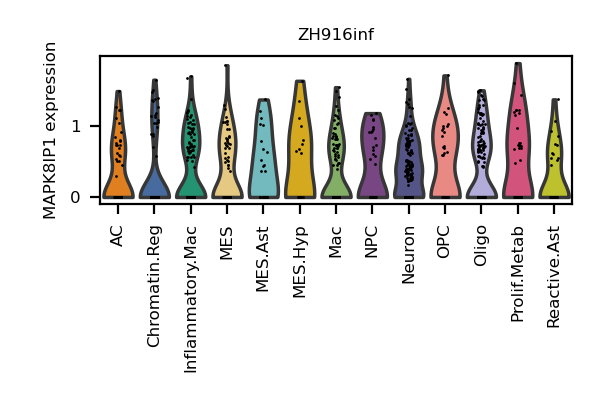 ZH916inf
MAPK8IP1 expression
1
0
AC
Chromatin.Reg
Inflammatory.Mac
MES
MES.Ast
MES.Hyp
Mac
NPC
Neuron
OPC
Oligo
Prolif.Metab
Reactive.Ast